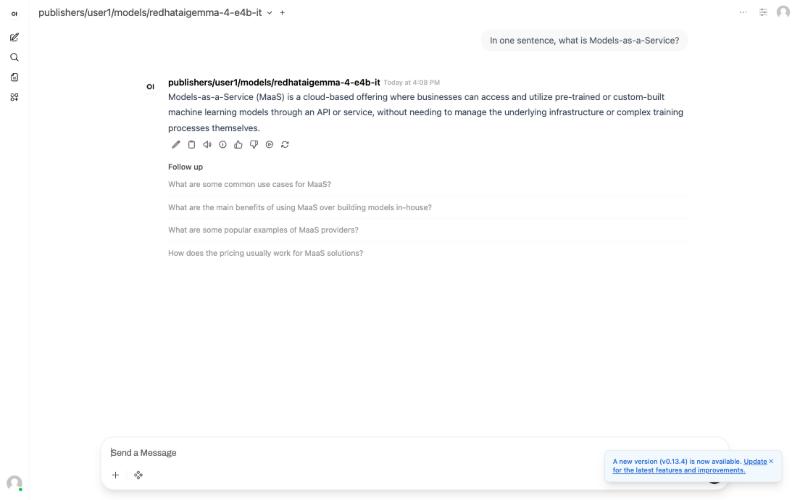 OI
publishers/user1/models/redhataigemma-4-e4b-it
In one sentence, what is Models-as-a-Service?
OI
publishers/user1/models/redhataigemma-4-e4b-it Today at 4:09 PM
Models-as-a-Service (MaaS) is a cloud-based offering where businesses can access and utilize pre-trained or custom-built
machine learning models through an API or service, without needing to manage the underlying infrastructure or complex training
processes themselves.
Follow up
What are some common use cases for MaaS?
What are the main benefits of using MaaS over building models in-house?
What are some popular examples of MaaS providers?
How does the pricing usually work for MaaS solutions?
Send a Message
A new version (v0.13.4) is now available. Update
for the latest features and improvements.